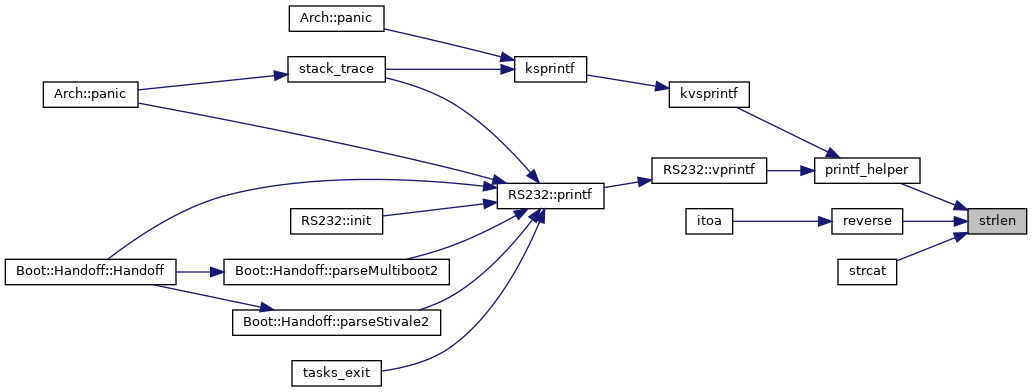 Arch::panic
stack_trace
ksprintf
Arch::panic
kvsprintf
RS232::vprintf
printf_helper
RS232::printf
RS232::init
itoa
reverse
strlen
Boot::Handoff::Handoff
Boot::Handoff::parseMultiboot2
strcat
Boot::Handoff::parseStivale2
tasks_exit